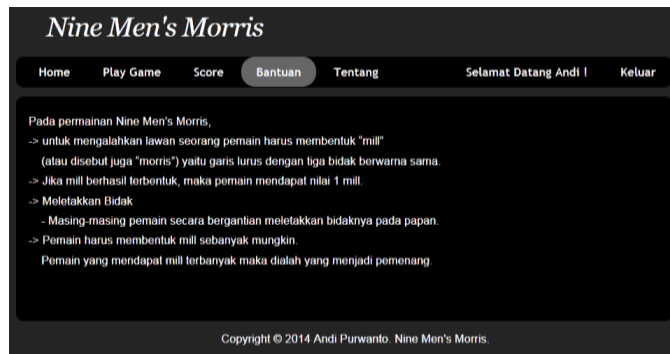 Nine Men's Morris
Home Play Game Score Bantuan Tentang Selamat Datang Andi ! Keluar
Pada permainan Nine Men's Morris,
-> untuk mengalahkan lawan seorang pemain harus membentuk "mill"
(atau disebut juga "morris") yaitu garis lurus dengan tiga bidak berwarna sama.
-> Jika mill berhasil terbentuk, maka pemain mendapat nilai 1 mill.
-> Meletakkan Bidak
- Masing-masing pemain secara bergantian meletakkan bidaknya pada papan.
-> Pemain harus membentuk mill sebanyak mungkin.
Pemain yang mendapat mill terbanyak maka dialah yang menjadi pemenang.
Copyright © 2014 Andi Purwanto. Nine Men's Morris.